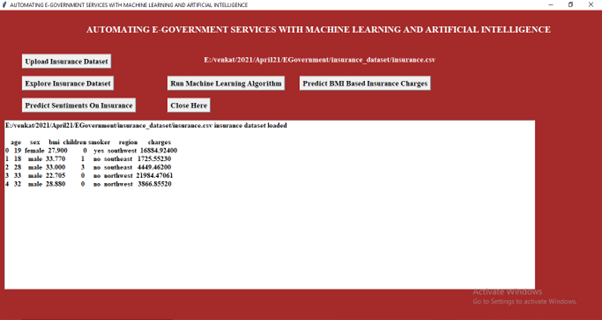 AUTOMATING E-GOVERNMENT SERVICES WITH MACHINE LEARNING AND ARTIFICIAL INTELLIGENCE
AUTOMATING E-GOVERNMENT SERVICES WITH MACHINE LEARNING AND ARTIFICIAL INTELLIGENCE
Upload Insurance Dataset E:/venkat/2021/April21/EGovernment/insurance_dataset/insurance.csv
Explore Insurance Dataset Run Machine Learning Algorithm Predict BMI Based Insurance Charges
Predict Sentiments On Insurance Close Here
E:/venkat/2021/April21/EGovernment/insurance_dataset/insurance.csv insurance dataset loaded
age sex bmi children smoker region charges
0 19 female 27.900 0 yes southwest 16884.92400
1 18 male 33.770 1 no southeast 1725.55230
2 28 male 33.000 3 no southeast 4449.46200
3 33 male 22.705 0 no northwest 21984.47061
4 32 male 28.880 0 no northwest 3866.85520
Activate Windows
Go to Settings to activate Windows.